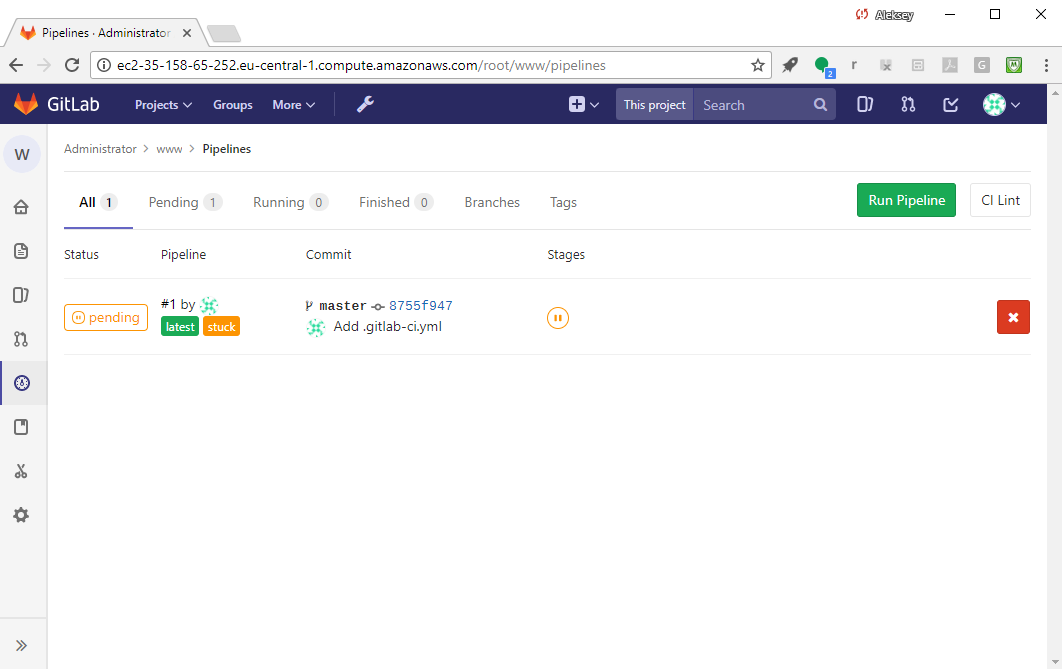 Aleksey
Pipelines · Administrator
ec2-35-158-65-252.eu-central-1.compute.amazonaws.com/root/www/pipelines
2
r
G
GitLab Projects Groups More This project Search
W
Administrator > www > Pipelines
All 1 Pending 1 Running 0 Finished 0 Branches Tags Run Pipeline CI Lint
Status Pipeline Commit Stages
pending #1 by master 8755f947
latest stuck Add .gitlab-ci.yml